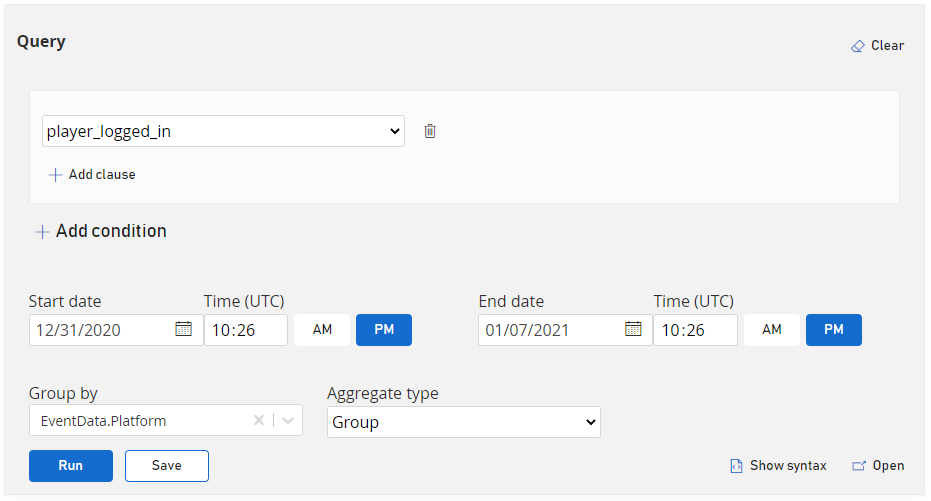 Query
Clear
player_logged_in
Add clause
Add condition
Start date Time (UTC) End date Time (UTC)
12/31/2020 10:26 AM PM 01/07/2021 10:26 AM PM
Group by Aggregate type
EventData.Platform Group
Run Save Show syntax Open